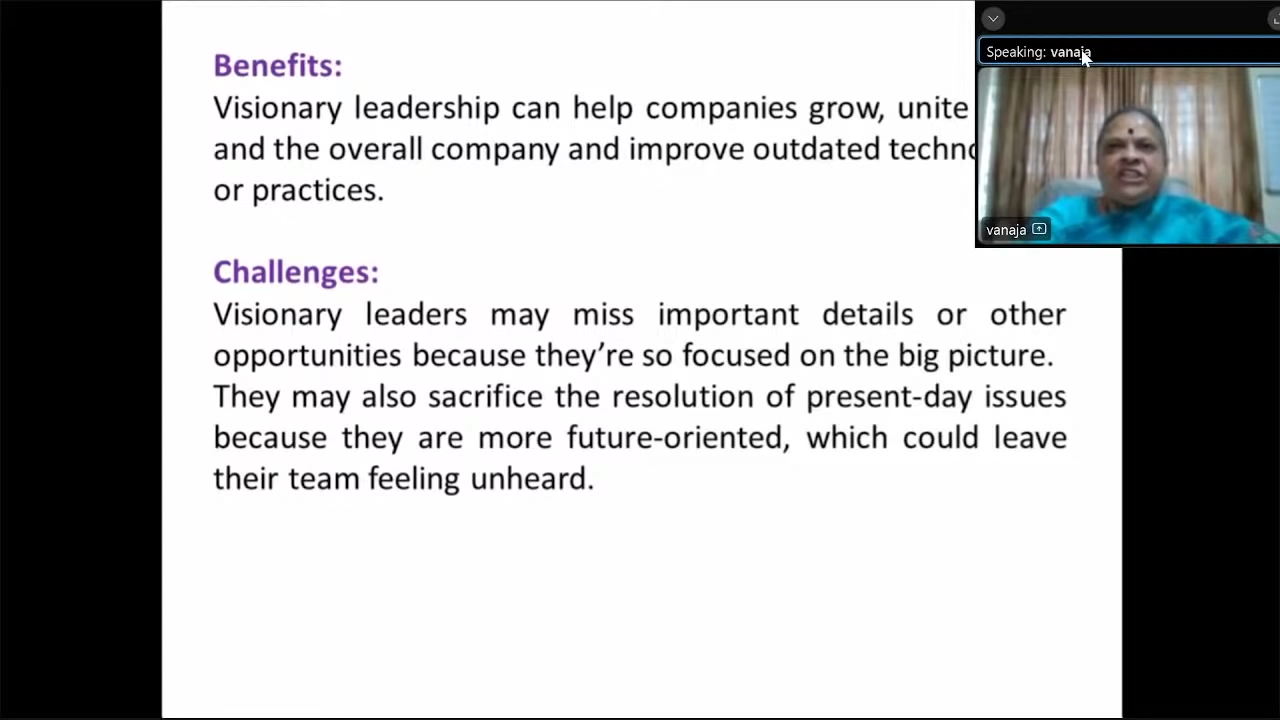 Benefits:
Visionary leadership can help companies grow, unite
and the overall company and improve outdated
or practices.
Challenges:
Visionary leaders may miss important details or other
opportunities because they’re so focused on the big picture.
They may also sacrifice the resolution of present-day issues
because they are more future-oriented, which could leave
their team feeling unheard.
Speaking: vanaja
vanaja